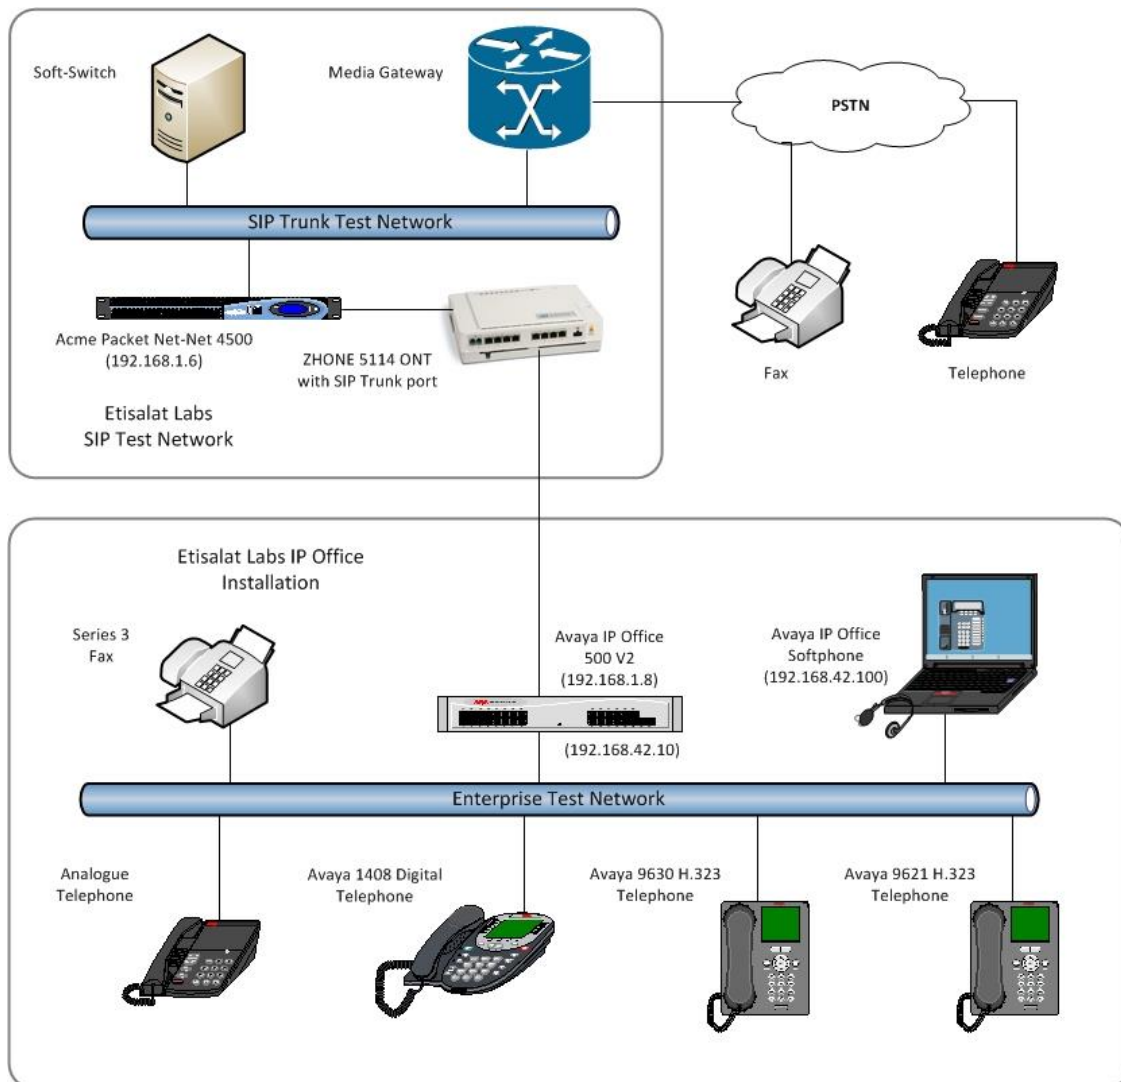 Soft-Switch
Media Gateway
PSTN
SIP Trunk Test Network
Acme Packet Net-Net 4500
(192.168.1.6)
ZHONE 5114 ONT
with SIP Trunk port
Fax
Telephone
Etisalat Labs
SIP Test Network
Etisalat Labs IP Office
Installation
Series 3
Fax
Avaya IP Office
500 V2
(192.168.1.8)
Avaya IP Office
Softphone
(192.168.42.100)
(192.168.42.10)
Enterprise Test Network
Analogue
Telephone
Avaya 1408 Digital
Telephone
Avaya 9630 H.323
Telephone
Avaya 9621 H.323
Telephone